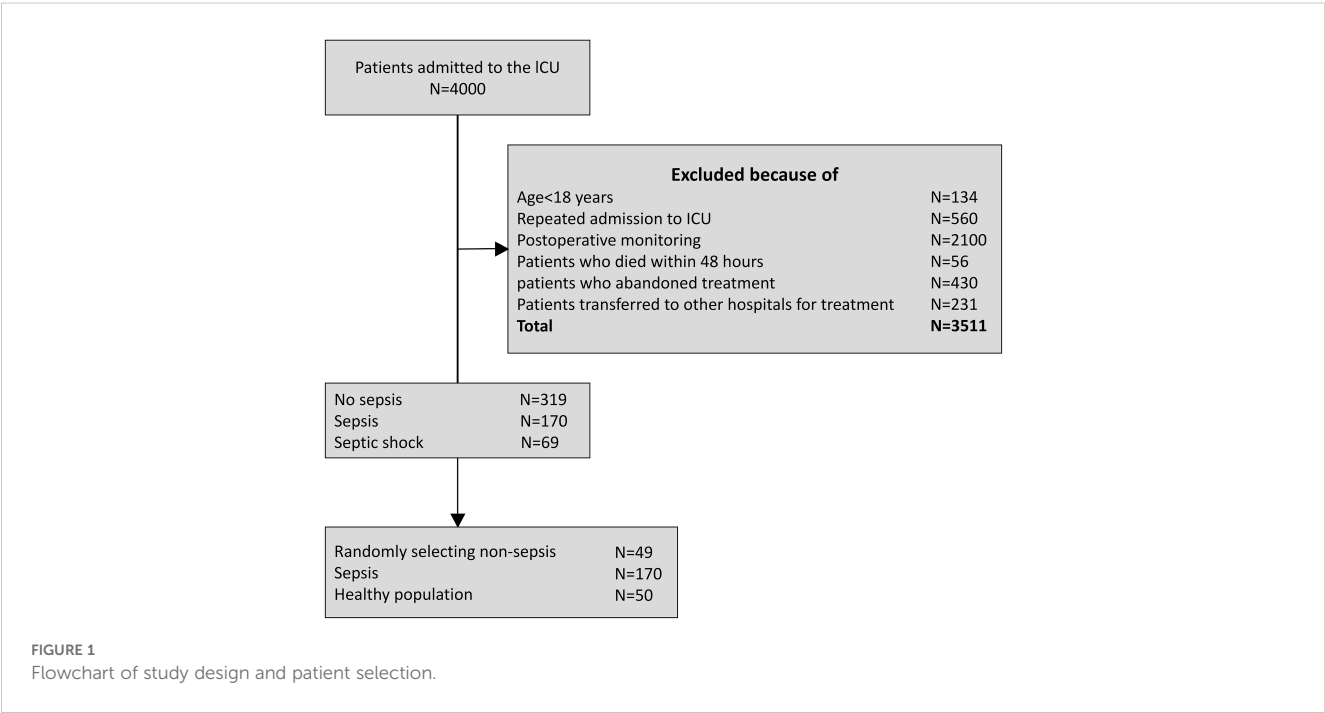 Patients admitted to the ICU
N=4000
Excluded because of
Age<18 years N=134
Repeated admission to ICU N=560
Postoperative monitoring N=2100
Patients who died within 48 hours N=56
patients who abandoned treatment N=430
Patients transferred to other hospitals for treatment N=231
Total N=3511
No sepsis N=319
Sepsis N=170
Septic shock N=69
Randomly selecting non-sepsis N=49
Sepsis N=170
Healthy population N=50
FIGURE 1
Flowchart of study design and patient selection.